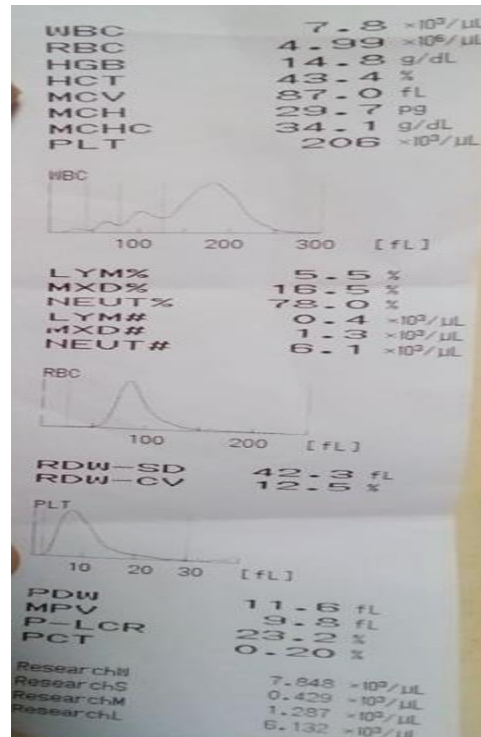 WBC 7.8 ×10³/µL
RBC 4.99 ×10⁶/µL
HGB 14.8 g/dL
HCT 43.4 %
MCV 87.0 fL
MCH 29.7 pg
MCHC 34.1 g/dL
PLT 206 ×10³/µL
WBC
100 200 300 [fL]
LYM% 5.5 %
MXD% 16.5 %
NEUT% 78.0 %
LYM# 0.4 ×10³/µL
MXD# 1.3 ×10³/µL
NEUT# 6.1 ×10³/µL
RBC
100 200 [fL]
RDW-SD 42.3 fL
RDW-CV 12.5 %
PLT
10 20 30 [fL]
PDW 11.6 fL
MPV 9.8 fL
P-LCR 23.2 %
PCT 0.20 %
ResearchW 7.848 ×10³/µL
ResearchS 0.429 ×10³/µL
ResearchM 1.287 ×10³/µL
ResearchL 6.132 ×10³/µL